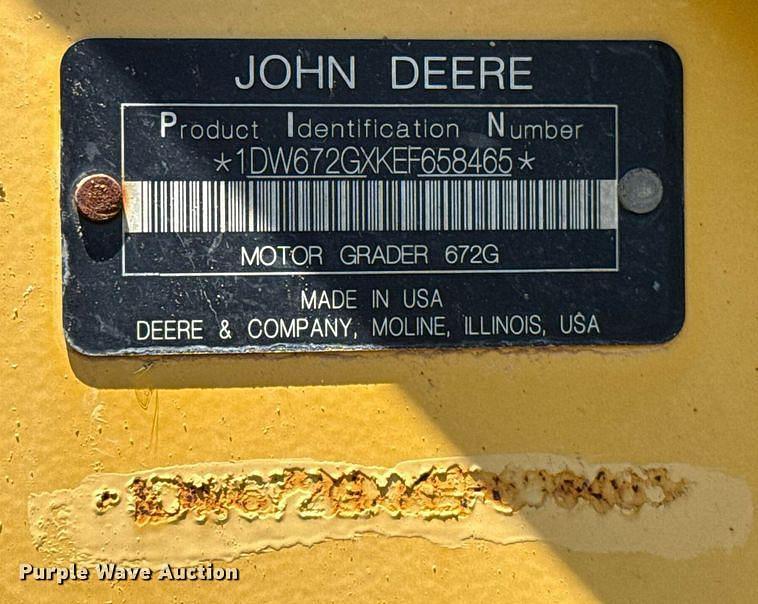 JOHN DEERE
Product Identification Number
*1DW672GXKEF658465*
MOTOR GRADER 672G
MADE IN USA
DEERE & COMPANY, MOLINE, ILLINOIS, USA
Purple Wave Auction